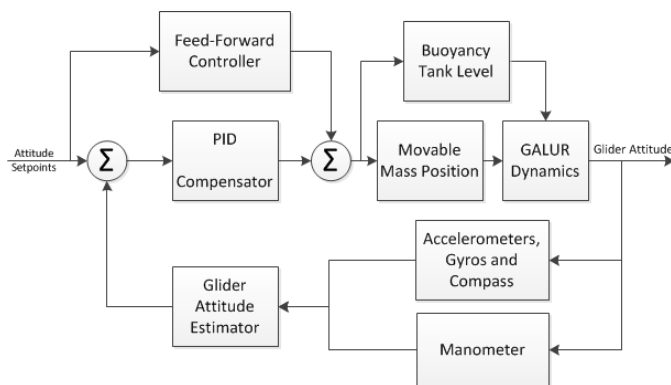 Feed-Forward
Controller
Buoyancy
Tank Level
Attitude
Setpoints
Σ
PID
Compensator
Σ
Movable
Mass Position
GALUR
Dynamics
Glider Attitude
Accelerometers,
Gyros and
Compass
Glider
Attitude
Estimator
Manometer